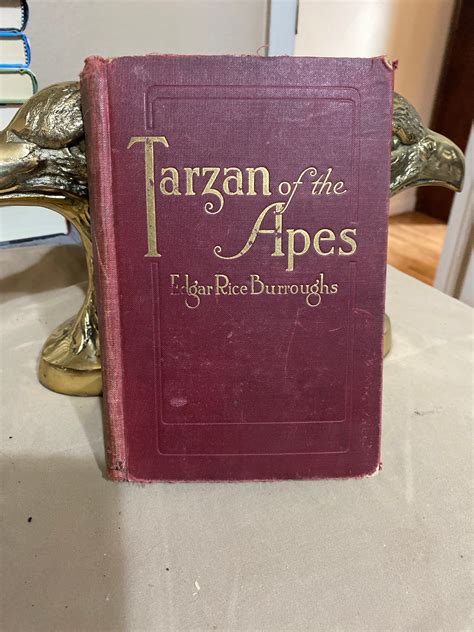 Tarzan of the
Apes
Edgar Rice Burroughs